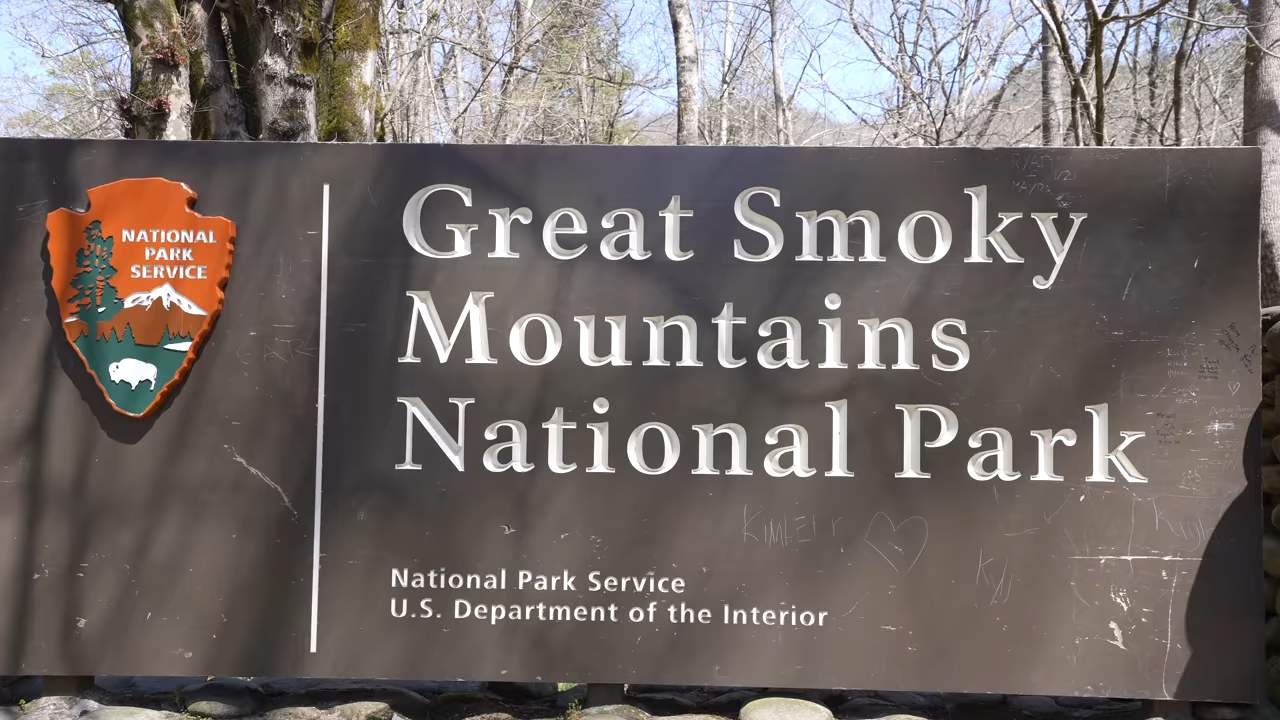 NATIONAL
PARK
SERVICE
Great Smoky
Mountains
National Park
National Park Service
U.S. Department of the Interior